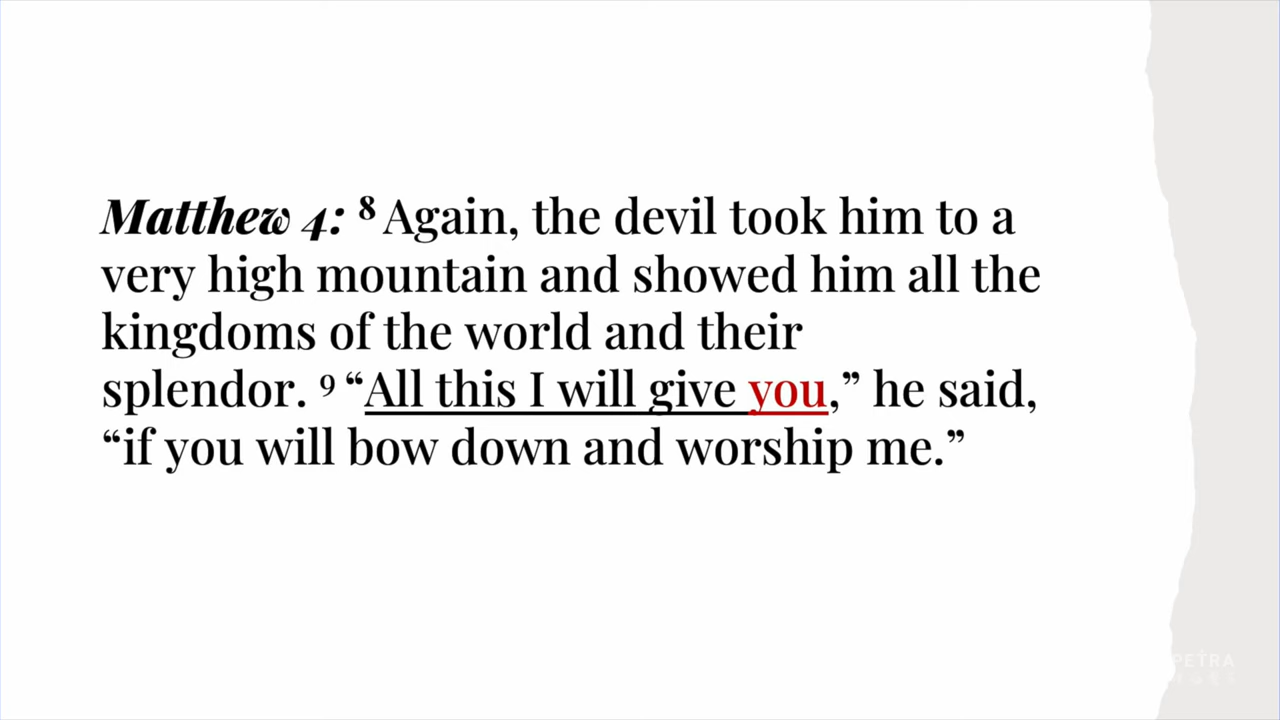 Matthew 4: ⁸ Again, the devil took him to a
very high mountain and showed him all the
kingdoms of the world and their
splendor. ⁹ “All this I will give you,” he said,
“if you will bow down and worship me.”
PETRA